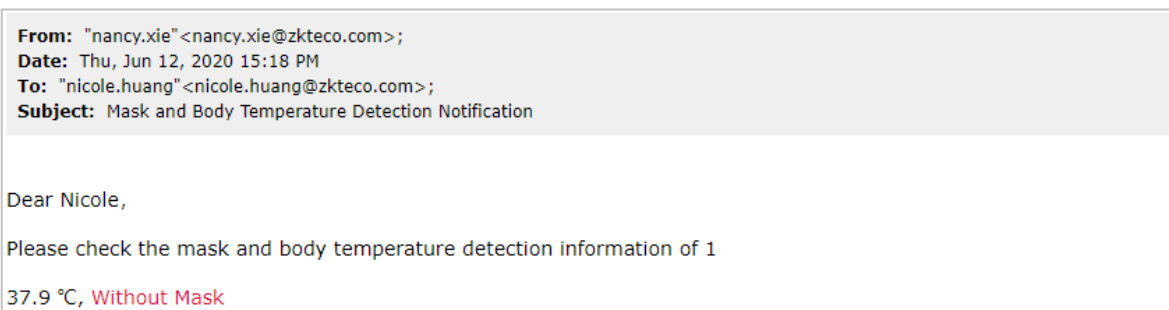 From: "nancy.xie"<nancy.xie@zkteco.com>;
Date: Thu, Jun 12, 2020 15:18 PM
To: "nicole.huang"<nicole.huang@zkteco.com>;
Subject: Mask and Body Temperature Detection Notification
Dear Nicole,
Please check the mask and body temperature detection information of 1
37.9 ℃, Without Mask